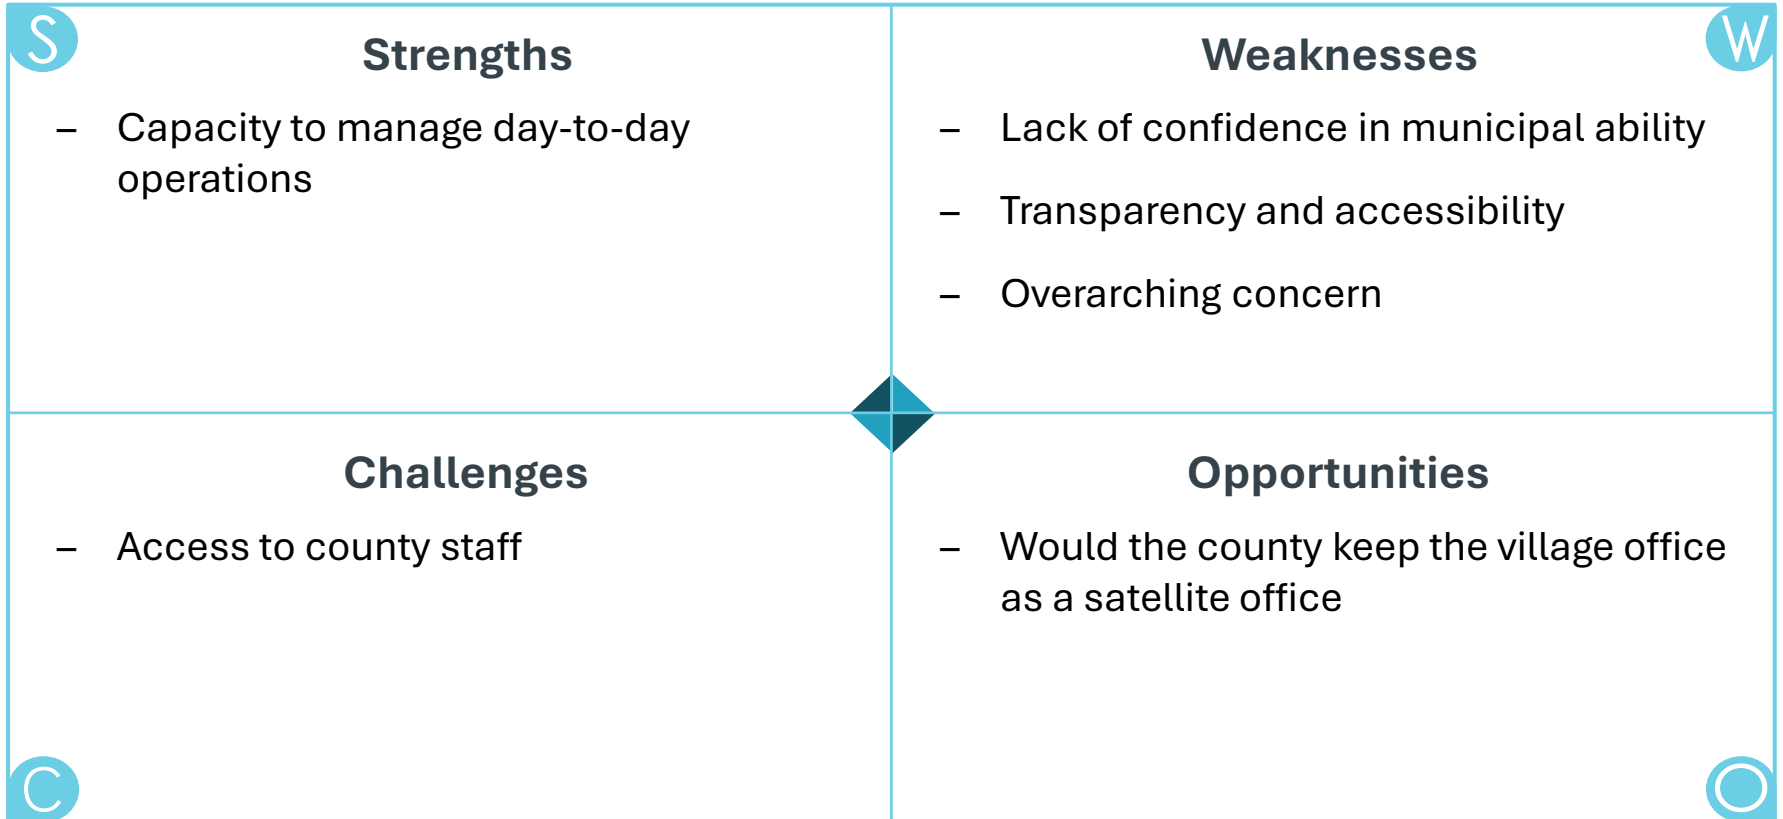 S
Strengths
– Capacity to manage day-to-day
operations
W
Weaknesses
– Lack of confidence in municipal ability
– Transparency and accessibility
– Overarching concern
C
Challenges
– Access to county staff
O
Opportunities
– Would the county keep the village office
as a satellite office